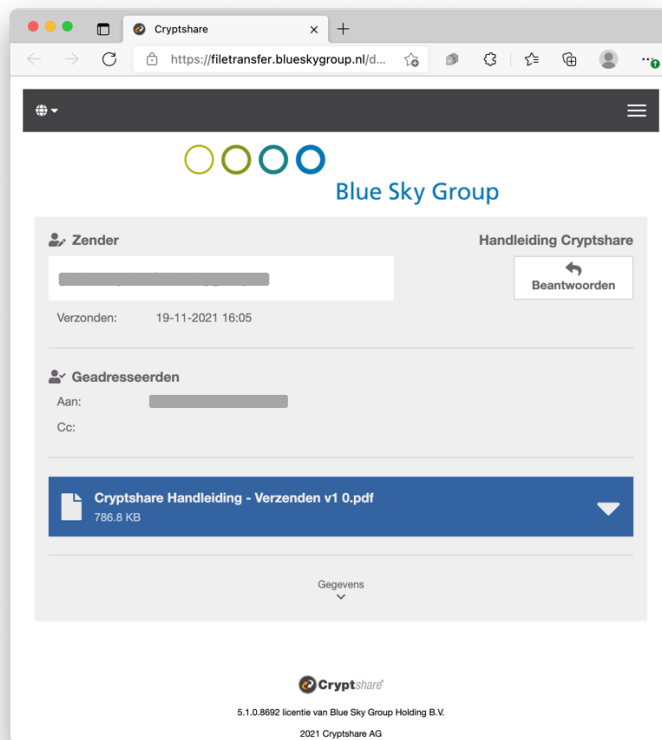 Cryptshare
https://filetransfer.blueskygroup.nl/d...
Blue Sky Group
Zender
Handleiding Cryptshare
Beantwoorden
Verzonden: 19-11-2021 16:05
Geadresseerden
Aan:
Cc:
Cryptshare Handleiding - Verzenden v1 0.pdf
786.8 KB
Gegevens
Cryptshare
5.1.0.8692 licentie van Blue Sky Group Holding B.V.
2021 Cryptshare AG